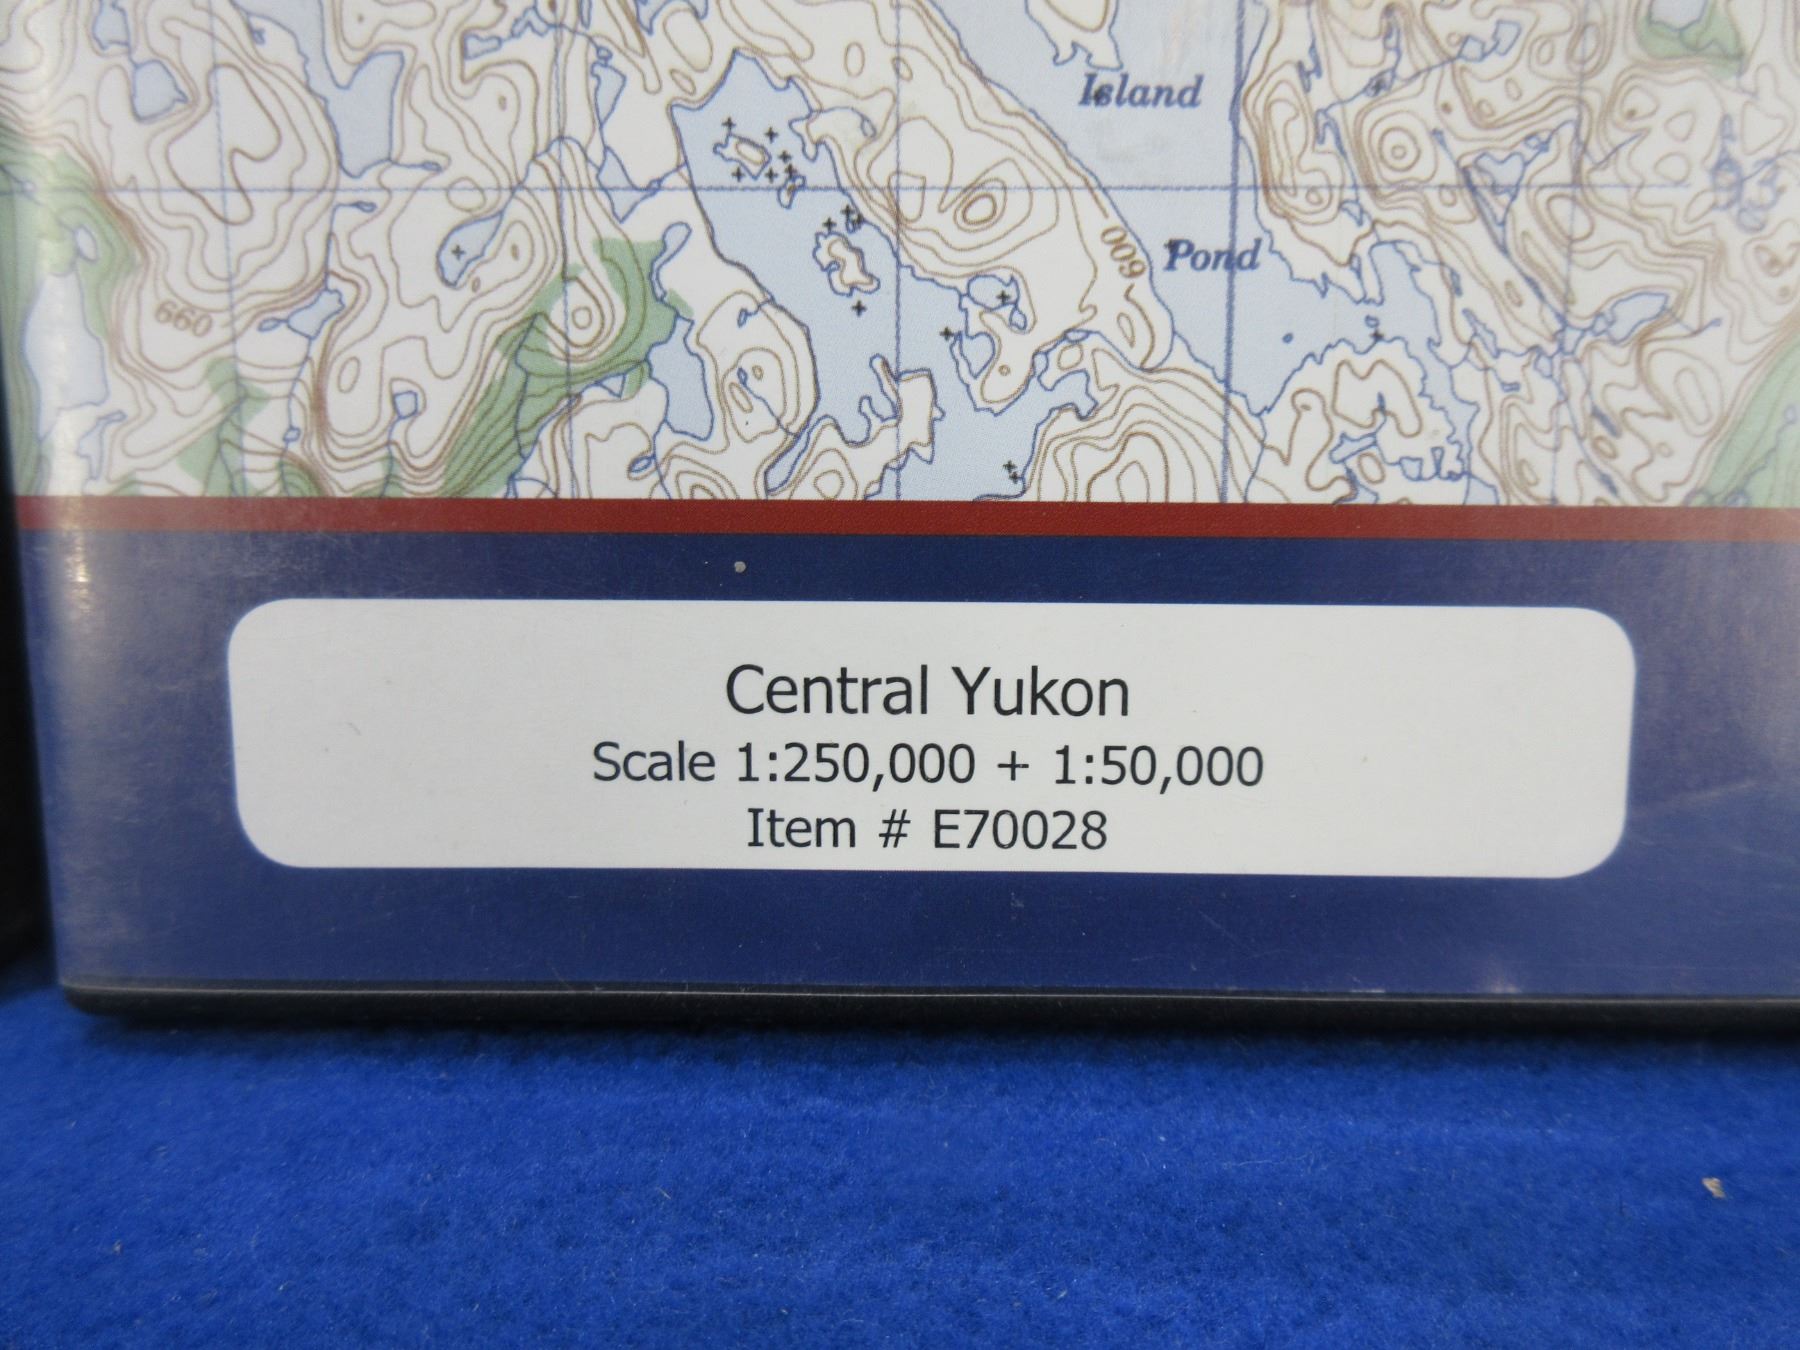 Island
Pond
600
660
Central Yukon
Scale 1:250,000 + 1:50,000
Item # E70028